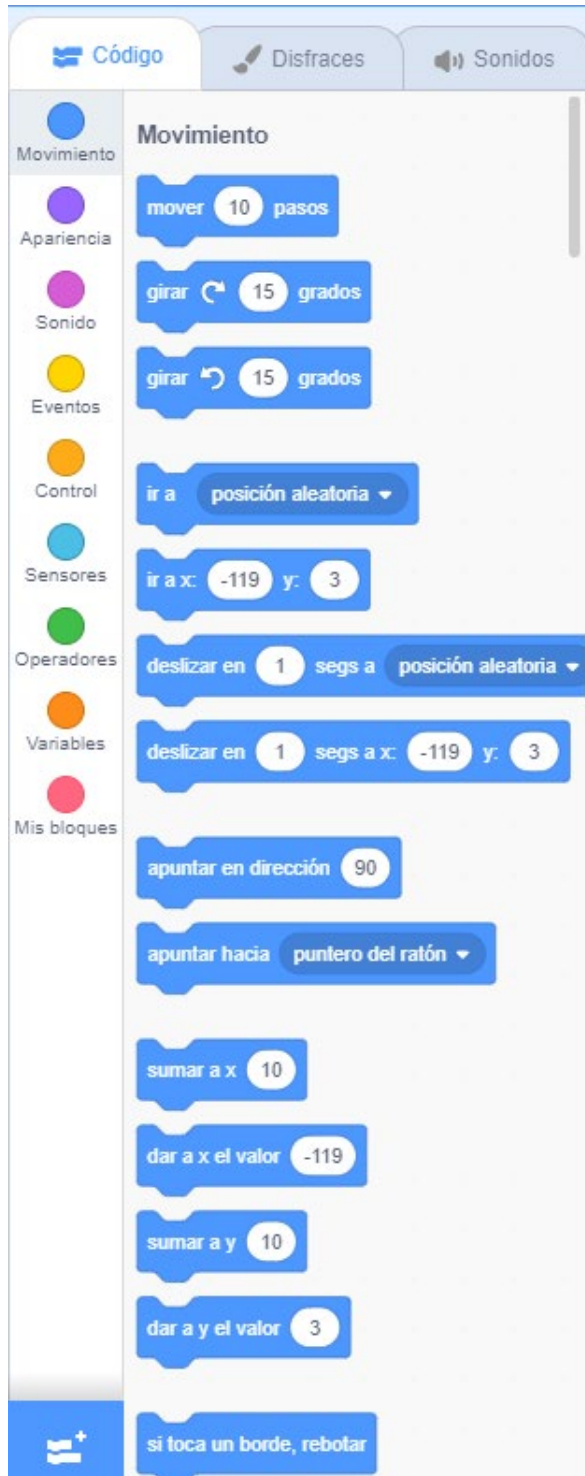 Código
Disfraces
Sonidos
Movimiento
Apariencia
Sonido
Eventos
Control
Sensores
Operadores
Variables
Mis bloques
Movimiento
mover 10 pasos
girar 15 grados
girar 15 grados
ir a posición aleatoria
ir a x: -119 y: 3
deslizar en 1 segs a posición aleatoria
deslizar en 1 segs a x: -119 y: 3
apuntar en dirección 90
apuntar hacia puntero del ratón
sumar a x 10
dar a x el valor -119
sumar a y 10
dar a y el valor 3
si toca un borde, rebotar